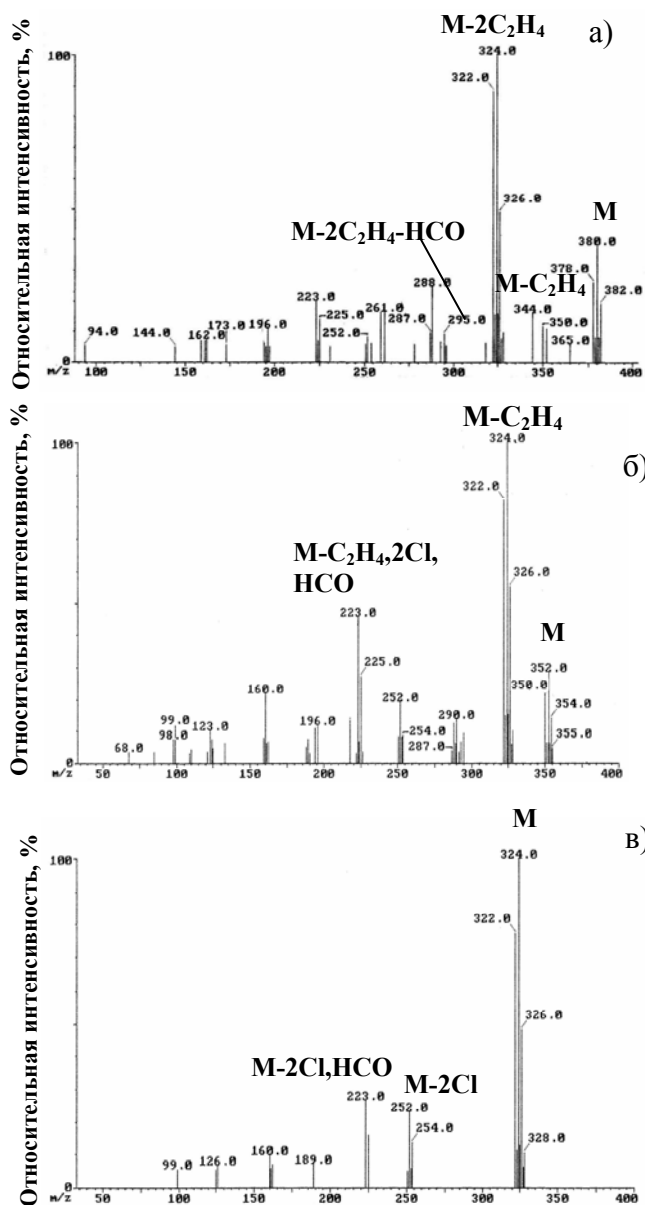 M-2C₂H₄
а)
100
324.0
322.0
326.0
M-2C₂H₄-HCO
M
380.0
378.0
382.0
M-C₂H₄
288.0
223.0
225.0
261.0
295.0
344.0
350.0
94.0
144.0
162.0
173.0
196.0
252.0
287.0
365.0
0
m/z 100 150 200 250 300 350 400
Относительная интенсивность, %
M-C₂H₄
б)
100
324.0
322.0
326.0
M-C₂H₄,2Cl,
HCO
M
223.0
225.0
352.0
350.0
354.0
160.0
252.0
290.0
355.0
99.0
98.0
123.0
196.0
254.0
68.0
287.0
0
m/z 50 100 150 200 250 300 350 400
Относительная интенсивность, %
M
в)
100
324.0
322.0
326.0
M-2Cl,HCO
M-2Cl
223.0
252.0
254.0
328.0
160.0
189.0
126.0
99.0
0
m/z 50 100 150 200 250 300 350 400
Относительная интенсивность, %